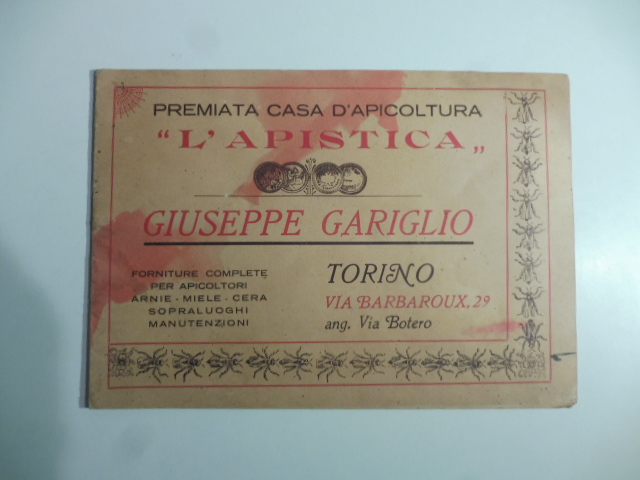 PREMIATA CASA D'APICOLTURA
"L'APISTICA„
GIUSEPPE GARIGLIO
FORNITURE COMPLETE
PER APICOLTORI
ARNIE - MIELE - CERA
SOPRALUOGHI
MANUTENZIONI
TORINO
VIA BARBAROUX, 29
ang. Via Botero